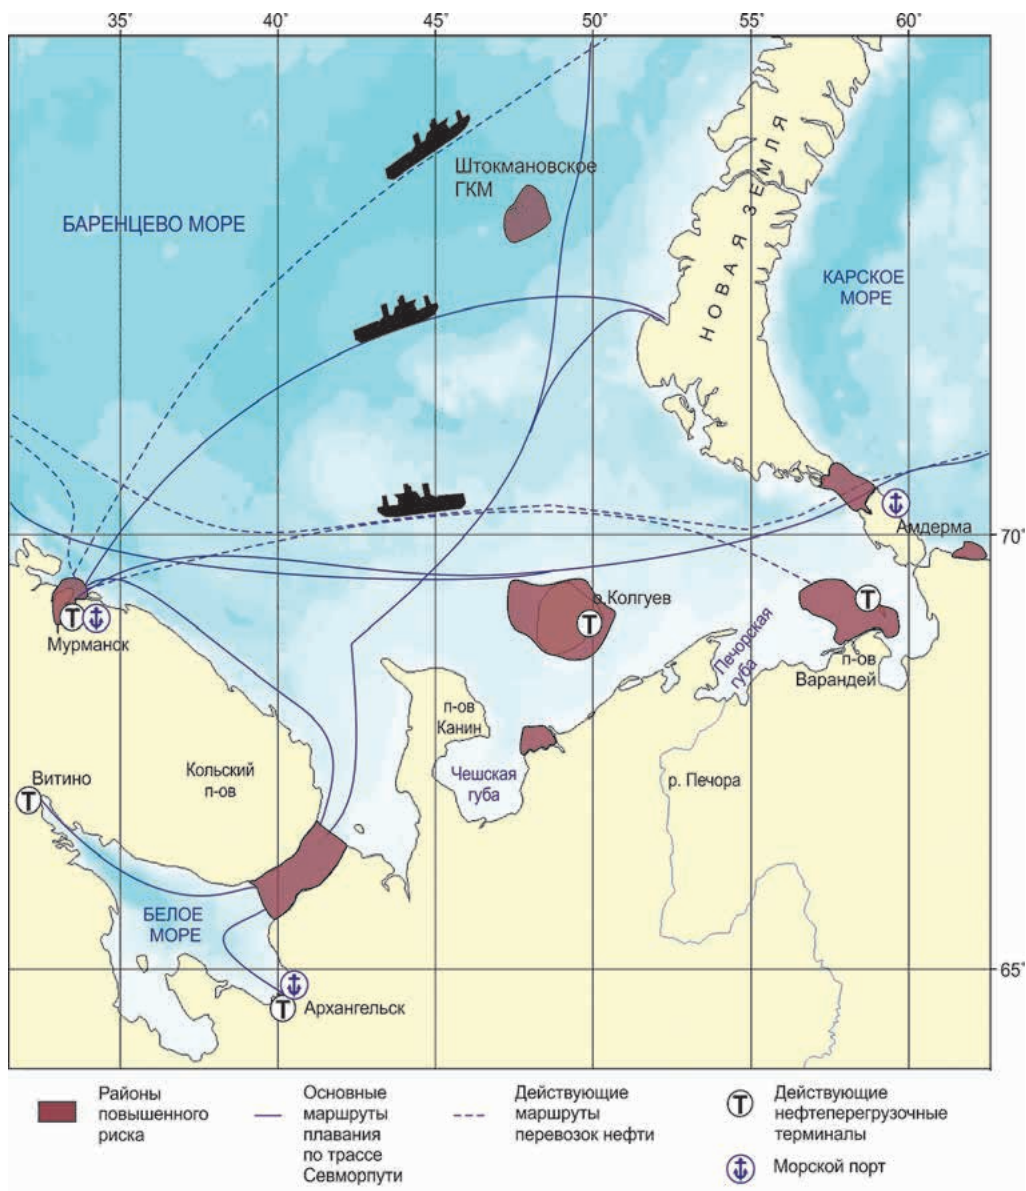 35° 40° 45° 50° 55° 60°
Штокмановское
ГКМ
БАРЕНЦЕВО МОРЕ
НОВАЯ ЗЕМЛЯ
КАРСКОЕ
МОРЕ
Амдерма
70°
о.Колгуев
Мурманск
Печорская
губа
п-ов
Варандей
п-ов
Канин
Витино
Кольский
п-ов
Чешская
губа
р. Печора
БЕЛОЕ
МОРЕ
65°
Архангельск
Т
Т
Т
Т
Т
Районы
повышенного
риска
Основные
маршруты
плавания
по трассе
Севморпути
Действующие
маршруты
перевозок нефти
Т
Действующие
нефтеперегрузочные
терминалы
Морской порт